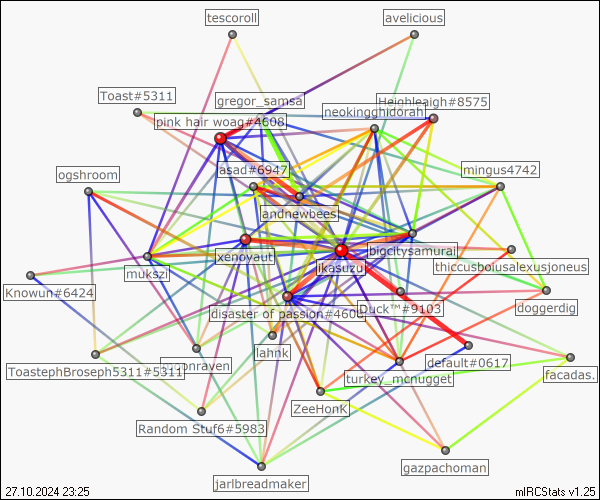 tescoroll
avelicious
Toast#5311
gregor_samsa
Heighleaigh#8575
neokingghidorah
pink hair woag#4608
asad#6947
mingus4742
ogshroom
andnewbees
xenoyaut
bigcitysamurai
ikasuzu
thiccusboiusalexusjoneus
mukszi
Knowun#6424
disaster of passion#4608
Duck™#9103
doggerdig
lahnk
default#0617
ToastephBroseph5311#5311
turkey_mcnugget
facadas.
ZeeHonK
Random Stuf6#5983
gazpachoman
jarlbreadmaker
27.10.2024 23:25
mIRCStats v1.25